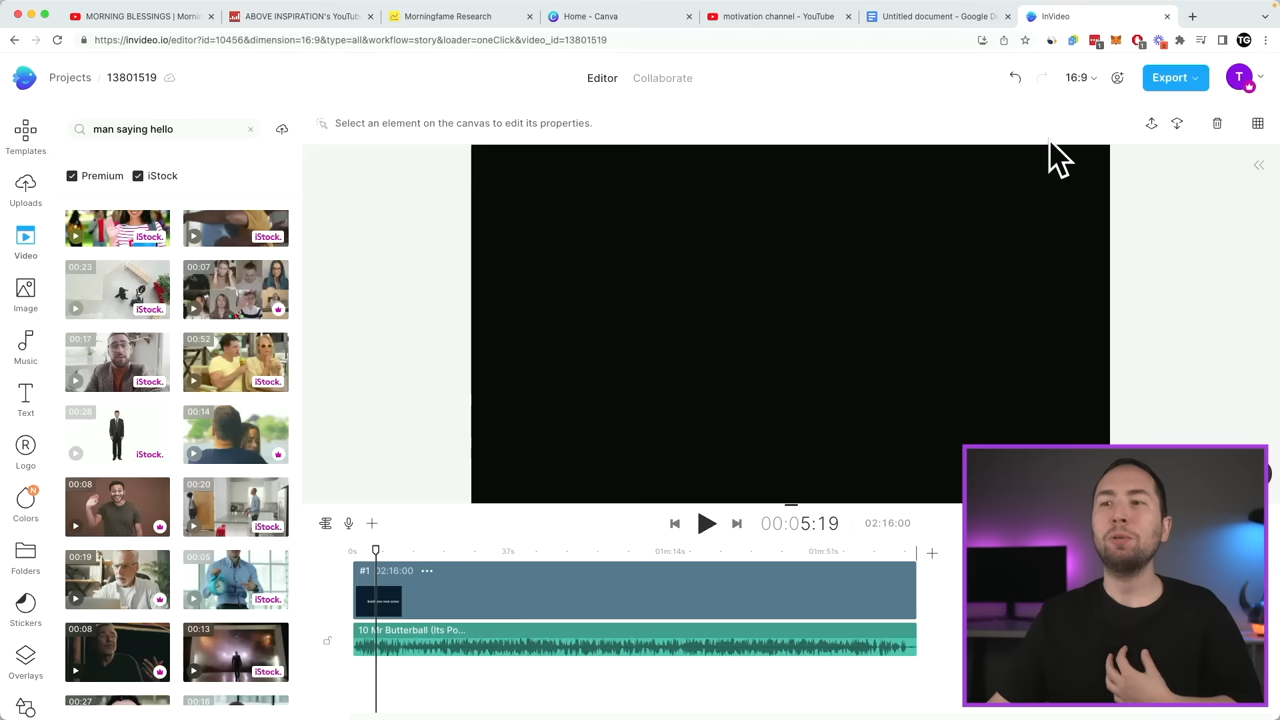 MORNING BLESSINGS | Mornin
ABOVE INSPIRATION's YouTub
Morningfame Research
Home - Canva
motivation channel - YouTube
Untitled document - Google D
InVideo
https://invideo.io/editor?id=10456&dimension=16:9&type=all&workflow=story&loader=oneClick&video_id=13801519
TG
Projects / 13801519
Editor
Collaborate
16:9
Export
T
man saying hello
Select an element on the canvas to edit its properties.
Templates
Premium
iStock
Uploads
iStock.
iStock.
Video
00:23
iStock.
00:07
Image
00:17
iStock.
00:52
iStock.
Music
Text
00:28
iStock.
00:14
Logo
00:08
00:20
iStock.
N
Colors
00:05:19
02:16:00
00:19
00:05
iStock.
Folders
0s
37s
01m:14s
01m:51s
#1 02:16:00
Stickers
00:08
00:13
iStock.
10 Mr Butterball (Its Po...
Overlays
00:27
00:16